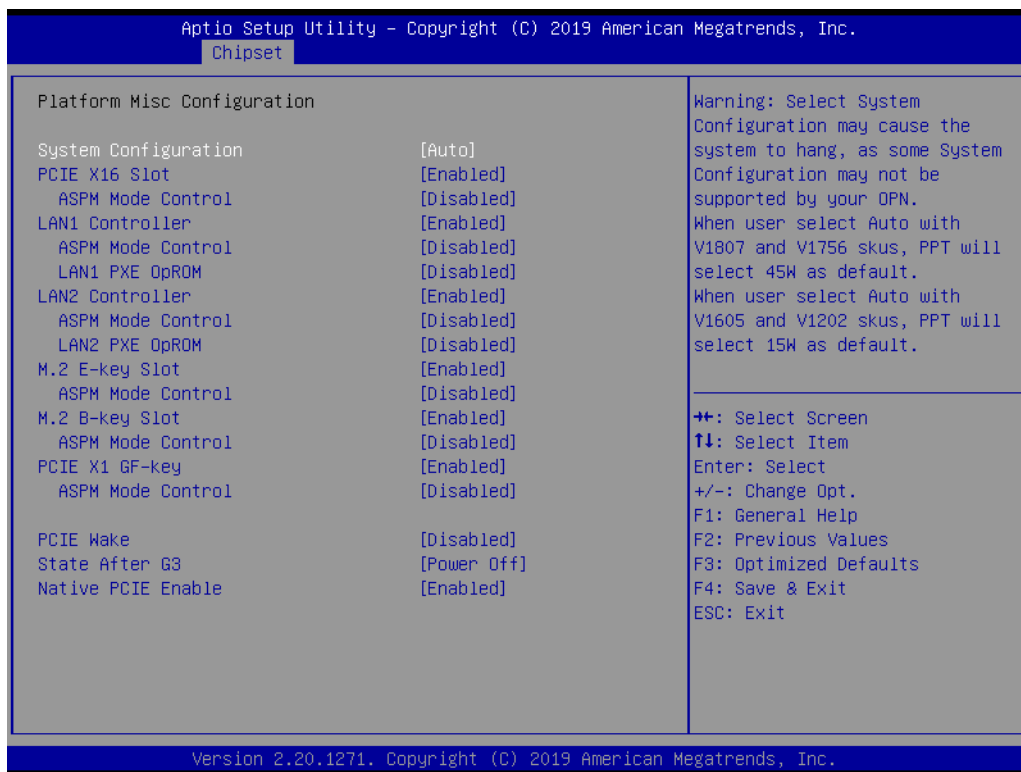 Aptio Setup Utility – Copyright (C) 2019 American Megatrends, Inc.
Chipset
Platform Misc Configuration
System Configuration [Auto]
PCIE X16 Slot [Enabled]
ASPM Mode Control [Disabled]
LAN1 Controller [Enabled]
ASPM Mode Control [Disabled]
LAN1 PXE OpROM [Disabled]
LAN2 Controller [Enabled]
ASPM Mode Control [Disabled]
LAN2 PXE OpROM [Disabled]
M.2 E-key Slot [Enabled]
ASPM Mode Control [Disabled]
M.2 B-key Slot [Enabled]
ASPM Mode Control [Disabled]
PCIE X1 GF-key [Enabled]
ASPM Mode Control [Disabled]
PCIE Wake [Disabled]
State After G3 [Power Off]
Native PCIE Enable [Enabled]
Warning: Select System
Configuration may cause the
system to hang, as some System
Configuration may not be
supported by your OPN.
When user select Auto with
V1807 and V1756 skus, PPT will
select 45W as default.
When user select Auto with
V1605 and V1202 skus, PPT will
select 15W as default.
→←: Select Screen
↑↓: Select Item
Enter: Select
+/-: Change Opt.
F1: General Help
F2: Previous Values
F3: Optimized Defaults
F4: Save & Exit
ESC: Exit
Version 2.20.1271. Copyright (C) 2019 American Megatrends, Inc.